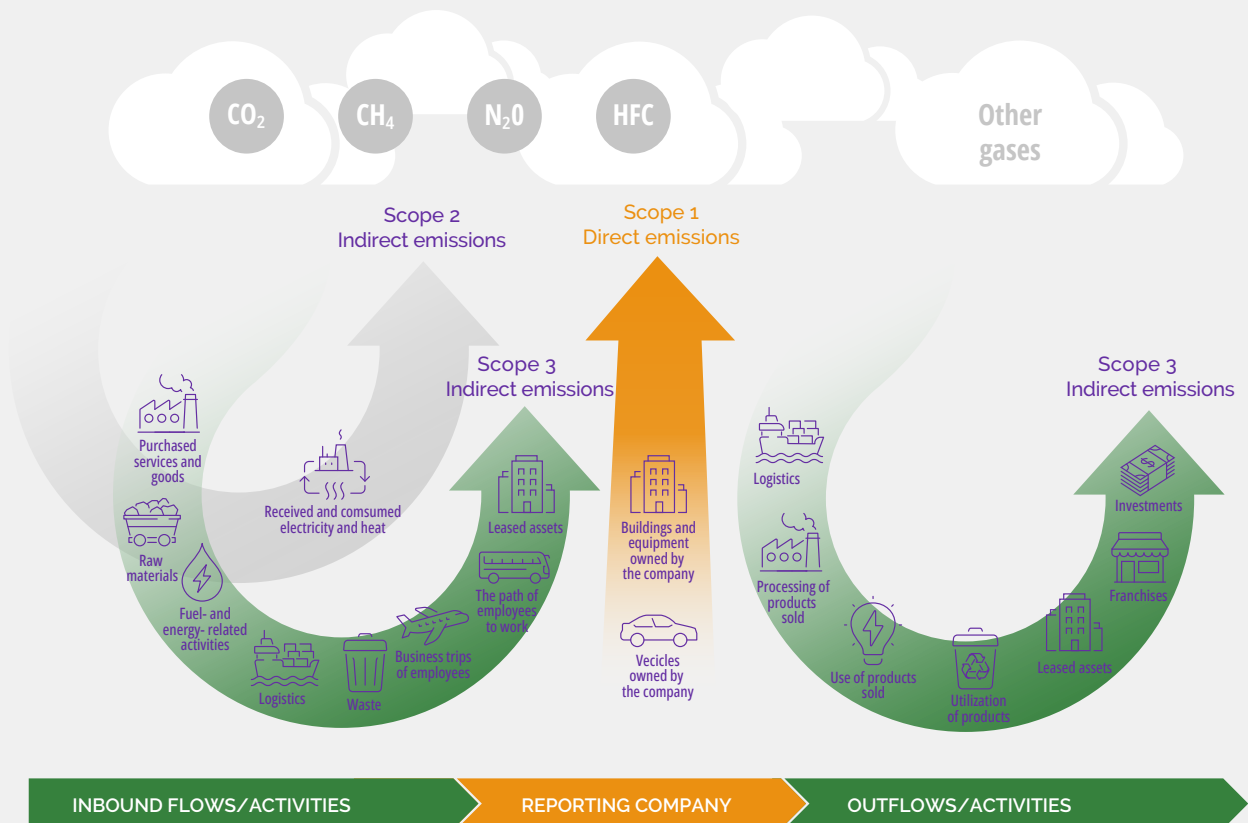 CO₂
CH₄
N₂0
HFC
Other
gases
Scope 2
Indirect emissions
Scope 1
Direct emissions
Scope 3
Indirect emissions
Scope 3
Indirect emissions
Purchased
services and
goods
Raw
materials
Fuel- and
energy- related
activities
Logistics
Waste
Business trips
of employees
The path of
employees
to work
Leased assets
Received and consumed
electricity and heat
Buildings and
equipment
owned by
the company
Vecicles
owned by
the company
Logistics
Processing of
products
sold
Use of products
sold
Utilization
of products
Leased assets
Franchises
Investments
INBOUND FLOWS/ACTIVITIES
REPORTING COMPANY
OUTFLOWS/ACTIVITIES